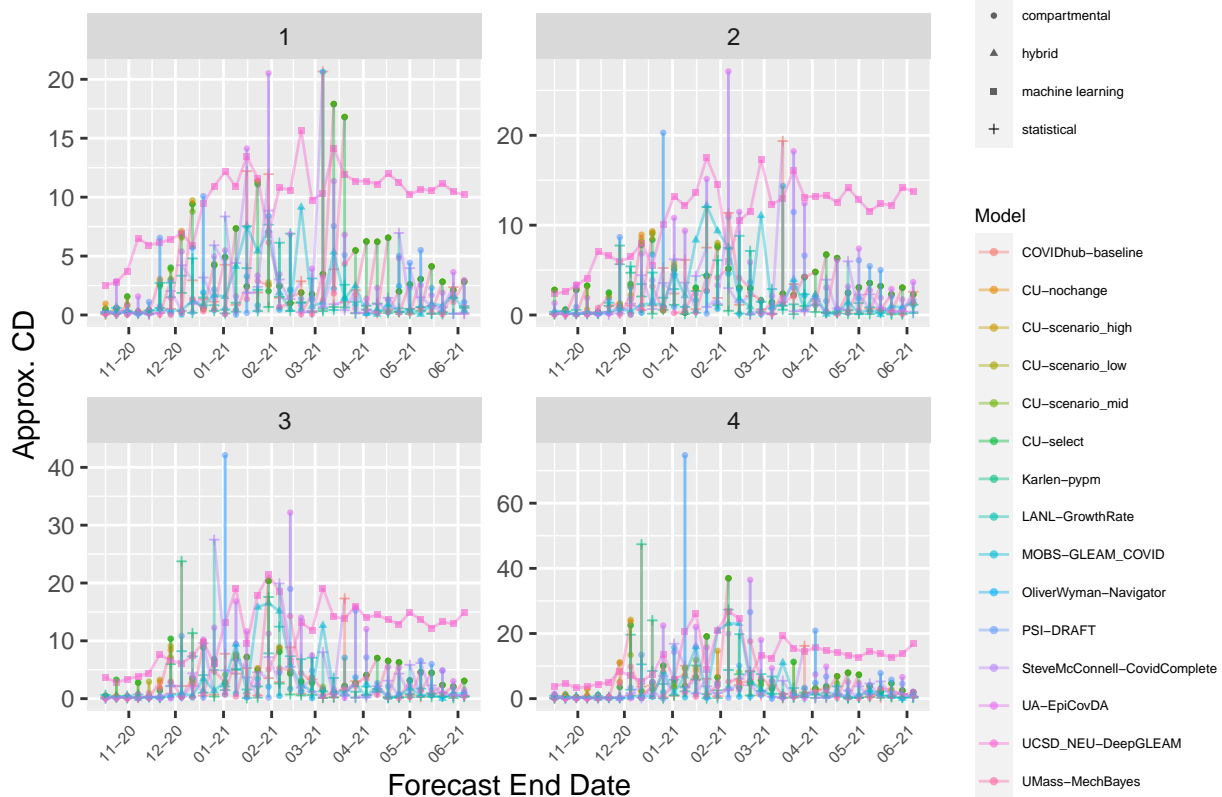 1
2
20
15
10
5
0
20
10
0
11-20
12-20
01-21
02-21
03-21
04-21
05-21
06-21
11-20
12-20
01-21
02-21
03-21
04-21
05-21
06-21
3
4
40
30
20
10
0
60
40
20
0
11-20
12-20
01-21
02-21
03-21
04-21
05-21
06-21
11-20
12-20
01-21
02-21
03-21
04-21
05-21
06-21
Approx. CD
Forecast End Date
compartmental
hybrid
machine learning
statistical
Model
COVIDhub-baseline
CU-nochange
CU-scenario_high
CU-scenario_low
CU-scenario_mid
CU-select
Karlen-pypm
LANL-GrowthRate
MOBS-GLEAM_COVID
OliverWyman-Navigator
PSI-DRAFT
SteveMcConnell-CovidComplete
UA-EpiCovDA
UCSD_NEU-DeepGLEAM
UMass-MechBayes